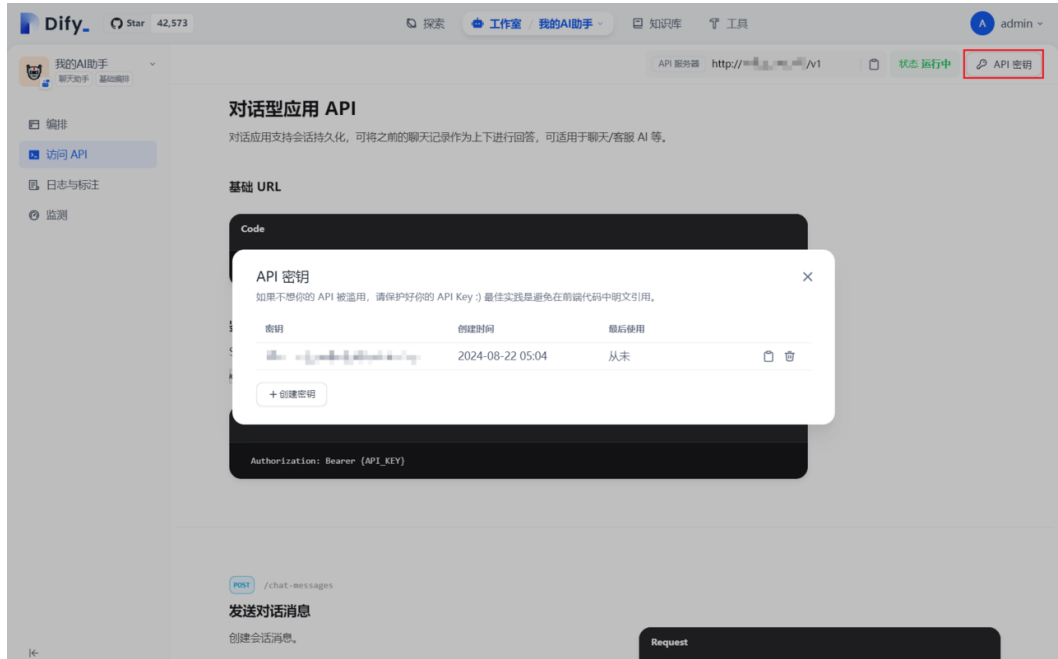 Dify_
Star 42,573
探索
工作室 / 我的AI助手
知识库
工具
A admin
我的AI助手
聊天助手 基础编排
API 服务器 http:// /v1
状态 运行中
API 密钥
编排
访问 API
日志与标注
监测
对话型应用 API
对话应用支持会话持久化，可将之前的聊天记录作为上下进行回答，可适用于聊天/客服 AI 等。
基础 URL
Code
API 密钥
如果不想你的 API 被滥用，请保护好你的 API Key :) 最佳实践是避免在前端代码中明文引用。
密钥 创建时间 最后使用
2024-08-22 05:04 从未
+ 创建密钥
Authorization: Bearer {API_KEY}
POST /chat-messages
发送对话消息
创建会话消息。
Request